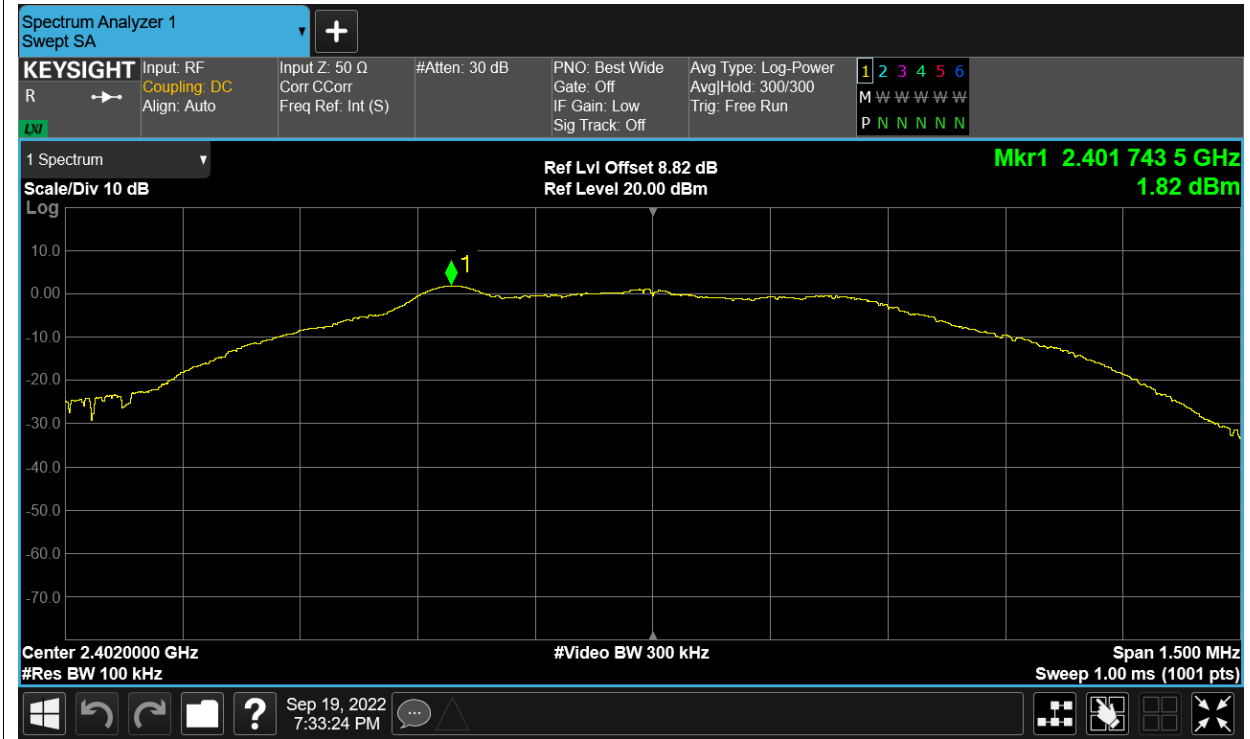 Spectrum Analyzer 1
Swept SA
+
KEYSIGHT
R
LXI
Input: RF
Coupling: DC
Align: Auto
Input Z: 50 Ω
Corr CCorr
Freq Ref: Int (S)
#Atten: 30 dB
PNO: Best Wide
Gate: Off
IF Gain: Low
Sig Track: Off
Avg Type: Log-Power
Avg|Hold: 300/300
Trig: Free Run
1 2 3 4 5 6
M W W W W W
P N N N N N
1 Spectrum
Scale/Div 10 dB
Log
Ref Lvl Offset 8.82 dB
Ref Level 20.00 dBm
Mkr1 2.401 743 5 GHz
1.82 dBm
10.0
1
0.00
-10.0
-20.0
-30.0
-40.0
-50.0
-60.0
-70.0
Center 2.4020000 GHz
#Video BW 300 kHz
Span 1.500 MHz
#Res BW 100 kHz
Sweep 1.00 ms (1001 pts)
?
Sep 19, 2022
7:33:24 PM